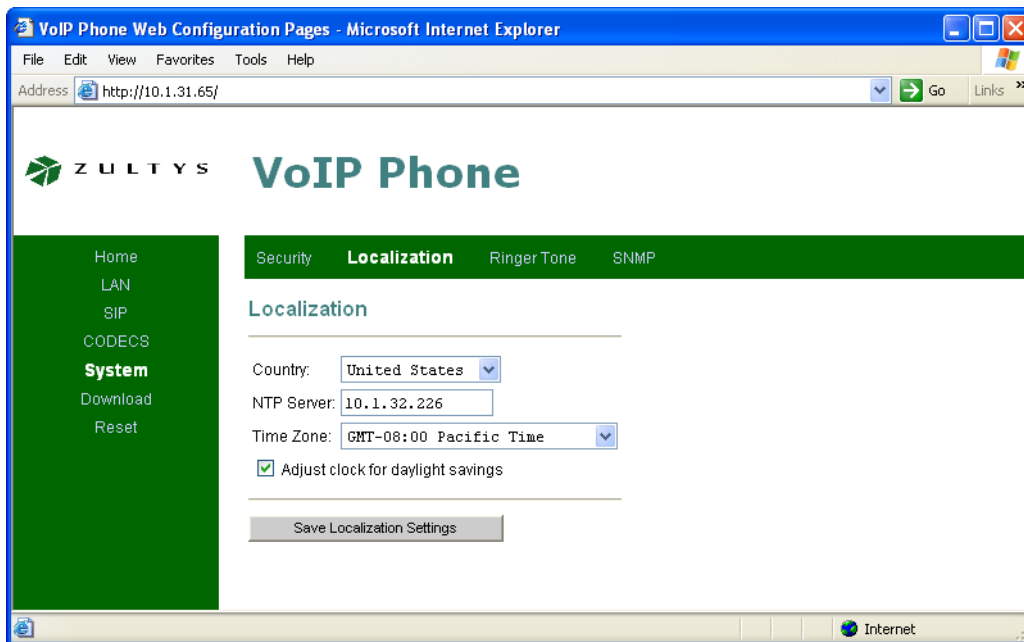 VoIP Phone Web Configuration Pages - Microsoft Internet Explorer
File Edit View Favorites Tools Help
Address http://10.1.31.65/ Go Links »
ZULTYS VoIP Phone
Home
LAN
SIP
CODECS
System
Download
Reset
Security Localization Ringer Tone SNMP
Localization
Country: United States
NTP Server: 10.1.32.226
Time Zone: GMT-08:00 Pacific Time
Adjust clock for daylight savings
Save Localization Settings
Internet